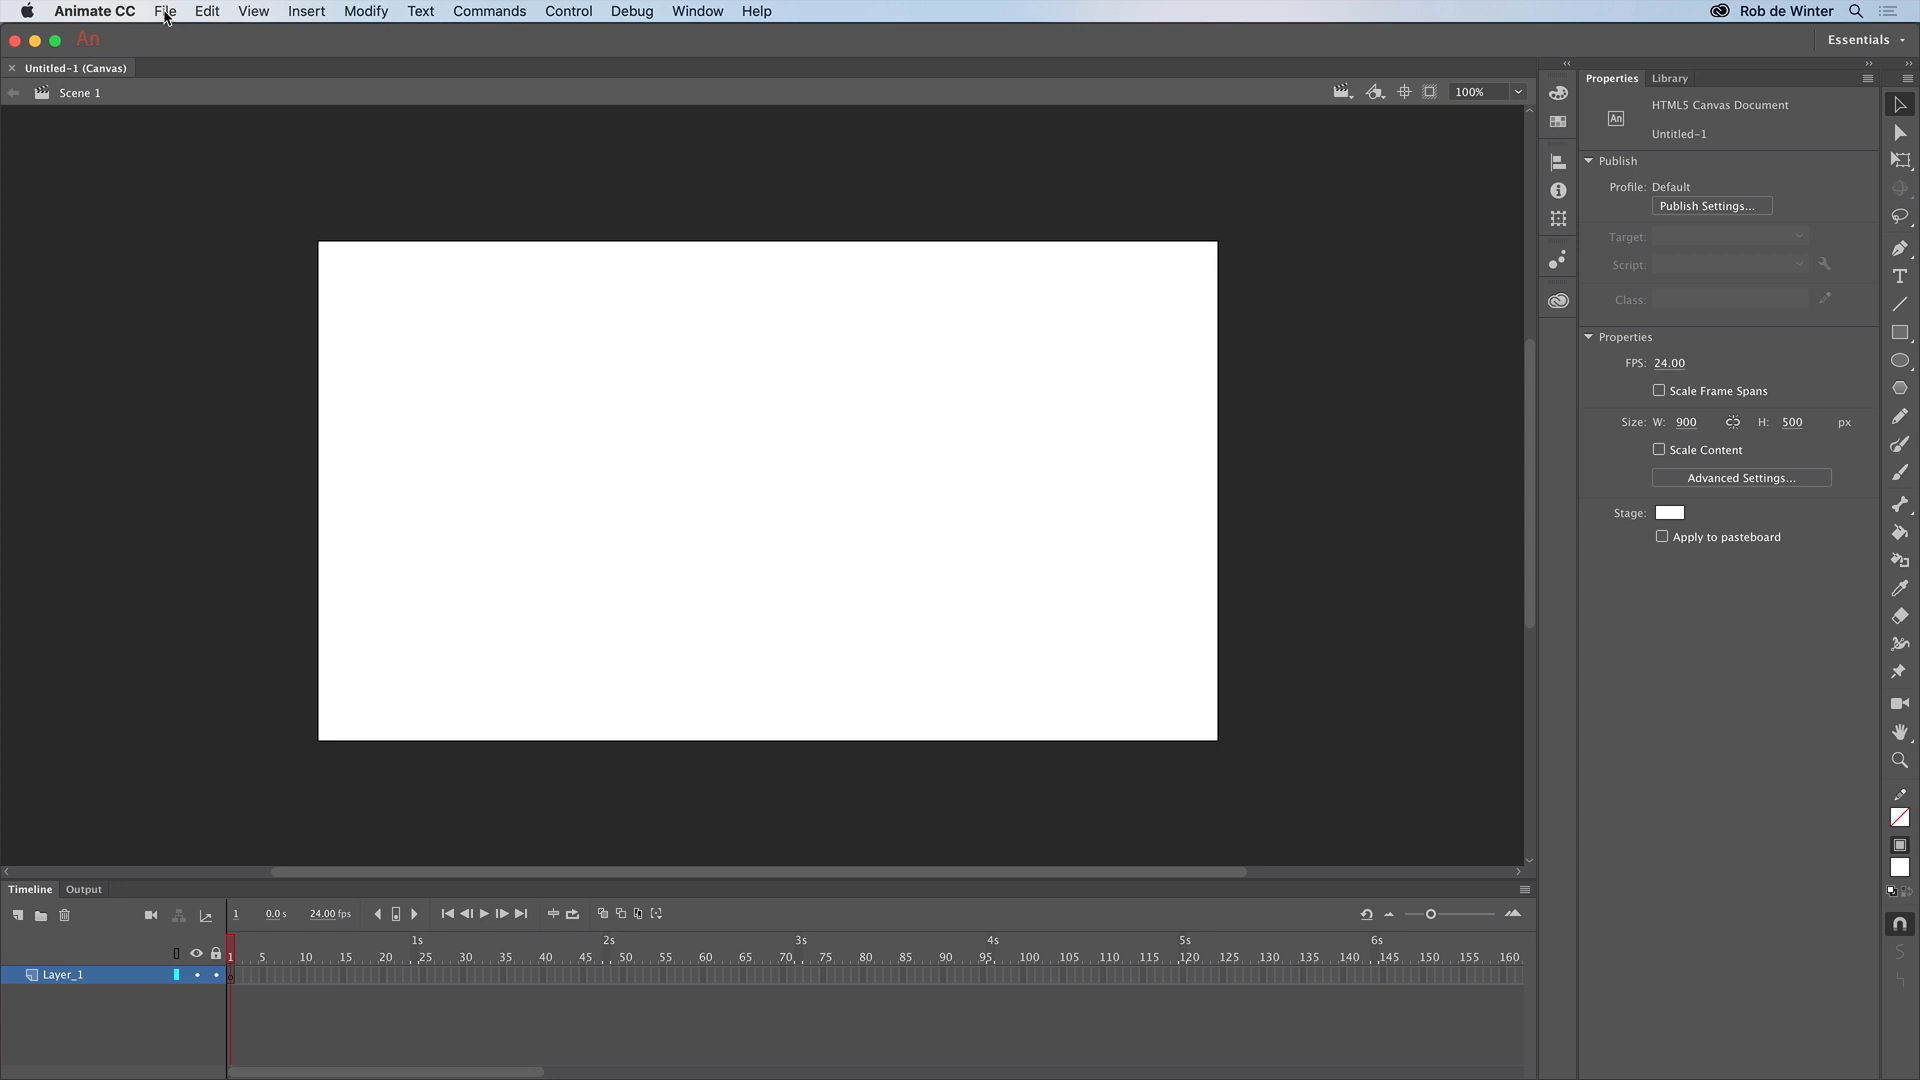 Animate CC File Edit View Insert Modify Text Commands Control Debug Window Help Rob de Winter
An Essentials
Untitled-1 (Canvas)
Scene 1 100%
Properties Library
HTML5 Canvas Document
An
Untitled-1
Publish
Profile: Default
Publish Settings...
Target:
Script:
Class:
Properties
FPS: 24.00
Scale Frame Spans
Size: W: 900 H: 500 px
Scale Content
Advanced Settings...
Stage:
Apply to pasteboard
Timeline Output
1 0.0 s 24.00 fps
1s 2s 3s 4s 5s 6s
1 5 10 15 20 25 30 35 40 45 50 55 60 65 70 75 80 85 90 95 100 105 110 115 120 125 130 135 140 145 150 155 160
Layer_1